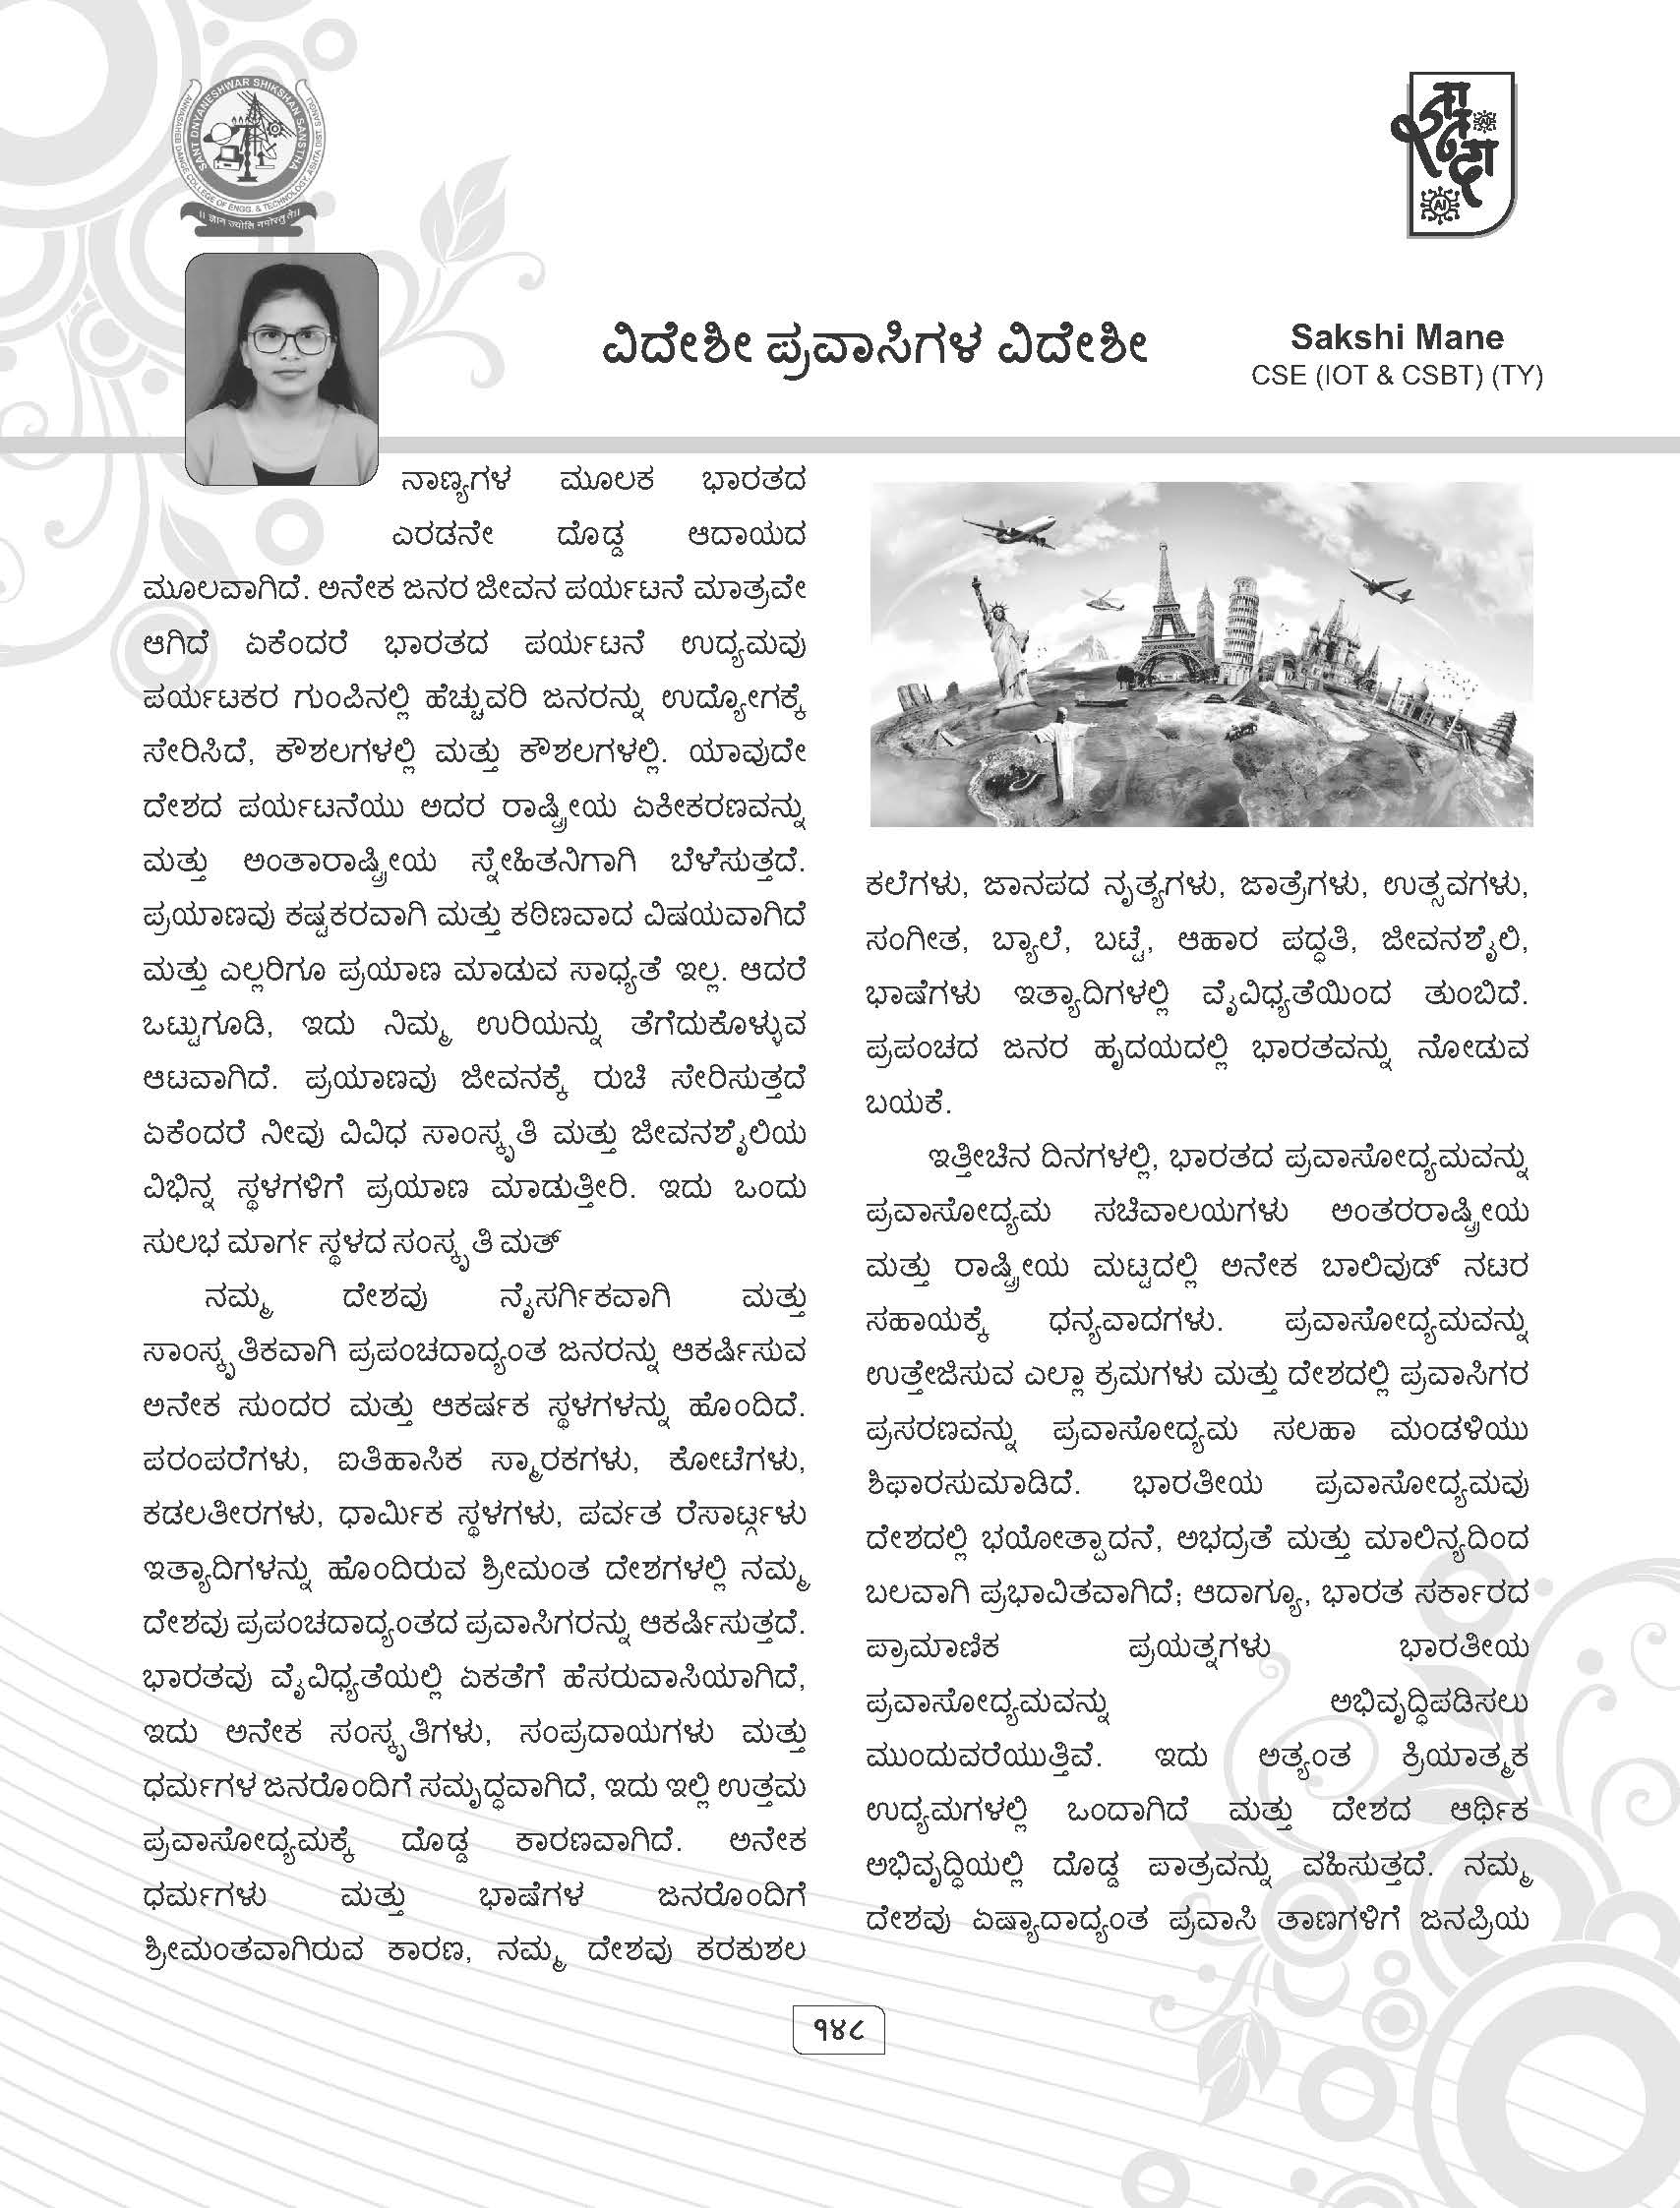 SANT DNYANESHWAR SHIKSHAN SANSTHA
ANNASAHEB DANGE COLLEGE OF ENGG. & TECHNOLOGY, ASHTA DIST. SANGLI
AI
AI
ವಿದೇಶೀ ಪ್ರವಾಸಿಗಳ ವಿದೇಶೀ
Sakshi Mane
CSE (IOT & CSBT) (TY)
ನಾಣ್ಯಗಳ ಮೂಲಕ ಭಾರತದ
ಎರಡನೇ ದೊಡ್ಡ ಆದಾಯದ
ಮೂಲವಾಗಿದೆ. ಅನೇಕ ಜನರ ಜೀವನ ಪರ್ಯಟನೆ ಮಾತ್ರವೇ
ಆಗಿದೆ ಏಕೆಂದರೆ ಭಾರತದ ಪರ್ಯಟನೆ ಉದ್ಯಮವು
ಪರ್ಯಟಕರ ಗುಂಪಿನಲ್ಲಿ ಹೆಚ್ಚುವರಿ ಜನರನ್ನು ಉದ್ಯೋಗಕ್ಕೆ
ಸೇರಿಸಿದೆ, ಕೌಶಲಗಳಲ್ಲಿ ಮತ್ತು ಕೌಶಲಗಳಲ್ಲಿ. ಯಾವುದೇ
ದೇಶದ ಪರ್ಯಟನೆಯು ಅದರ ರಾಷ್ಟ್ರೀಯ ಏಕೀಕರಣವನ್ನು
ಮತ್ತು ಅಂತಾರಾಷ್ಟ್ರೀಯ ಸ್ನೇಹಿತನಿಗಾಗಿ ಬೆಳೆಸುತ್ತದೆ.
ಪ್ರಯಾಣವು ಕಷ್ಟಕರವಾಗಿ ಮತ್ತು ಕಠಿಣವಾದ ವಿಷಯವಾಗಿದೆ
ಮತ್ತು ಎಲ್ಲರಿಗೂ ಪ್ರಯಾಣ ಮಾಡುವ ಸಾಧ್ಯತೆ ಇಲ್ಲ. ಆದರೆ
ಒಟ್ಟುಗೂಡಿ, ಇದು ನಿಮ್ಮ ಉರಿಯನ್ನು ತೆಗೆದುಕೊಳ್ಳುವ
ಆಟವಾಗಿದೆ. ಪ್ರಯಾಣವು ಜೀವನಕ್ಕೆ ರುಚಿ ಸೇರಿಸುತ್ತದೆ
ಏಕೆಂದರೆ ನೀವು ವಿವಿಧ ಸಾಂಸ್ಕೃತಿ ಮತ್ತು ಜೀವನಶೈಲಿಯ
ವಿಭಿನ್ನ ಸ್ಥಳಗಳಿಗೆ ಪ್ರಯಾಣ ಮಾಡುತ್ತೀರಿ. ಇದು ಒಂದು
ಸುಲಭ ಮಾರ್ಗ ಸ್ಥಳದ ಸಂಸ್ಕೃತಿ ಮತ್
ನಮ್ಮ ದೇಶವು ನೈಸರ್ಗಿಕವಾಗಿ ಮತ್ತು
ಸಾಂಸ್ಕೃತಿಕವಾಗಿ ಪ್ರಪಂಚದಾದ್ಯಂತ ಜನರನ್ನು ಆಕರ್ಷಿಸುವ
ಅನೇಕ ಸುಂದರ ಮತ್ತು ಆಕರ್ಷಕ ಸ್ಥಳಗಳನ್ನು ಹೊಂದಿದೆ.
ಪರಂಪರೆಗಳು, ಐತಿಹಾಸಿಕ ಸ್ಮಾರಕಗಳು, ಕೋಟೆಗಳು,
ಕಡಲತೀರಗಳು, ಧಾರ್ಮಿಕ ಸ್ಥಳಗಳು, ಪರ್ವತ ರೆಸಾರ್ಟ್ಗಳು
ಇತ್ಯಾದಿಗಳನ್ನು ಹೊಂದಿರುವ ಶ್ರೀಮಂತ ದೇಶಗಳಲ್ಲಿ ನಮ್ಮ
ದೇಶವು ಪ್ರಪಂಚದಾದ್ಯಂತದ ಪ್ರವಾಸಿಗರನ್ನು ಆಕರ್ಷಿಸುತ್ತದೆ.
ಭಾರತವು ವೈವಿಧ್ಯತೆಯಲ್ಲಿ ಏಕತೆಗೆ ಹೆಸರುವಾಸಿಯಾಗಿದೆ,
ಇದು ಅನೇಕ ಸಂಸ್ಕೃತಿಗಳು, ಸಂಪ್ರದಾಯಗಳು ಮತ್ತು
ಧರ್ಮಗಳ ಜನರೊಂದಿಗೆ ಸಮೃದ್ಧವಾಗಿದೆ, ಇದು ಇಲ್ಲಿ ಉತ್ತಮ
ಪ್ರವಾಸೋದ್ಯಮಕ್ಕೆ ದೊಡ್ಡ ಕಾರಣವಾಗಿದೆ. ಅನೇಕ
ಧರ್ಮಗಳು ಮತ್ತು ಭಾಷೆಗಳ ಜನರೊಂದಿಗೆ
ಶ್ರೀಮಂತವಾಗಿರುವ ಕಾರಣ, ನಮ್ಮ ದೇಶವು ಕರಕುಶಲ
ಕಲೆಗಳು, ಜಾನಪದ ನೃತ್ಯಗಳು, ಜಾತ್ರೆಗಳು, ಉತ್ಸವಗಳು,
ಸಂಗೀತ, ಬ್ಯಾಲೆ, ಬಟ್ಟೆ, ಆಹಾರ ಪದ್ಧತಿ, ಜೀವನಶೈಲಿ,
ಭಾಷೆಗಳು ಇತ್ಯಾದಿಗಳಲ್ಲಿ ವೈವಿಧ್ಯತೆಯಿಂದ ತುಂಬಿದೆ.
ಪ್ರಪಂಚದ ಜನರ ಹೃದಯದಲ್ಲಿ ಭಾರತವನ್ನು ನೋಡುವ
ಬಯಕೆ.
ಇತ್ತೀಚಿನ ದಿನಗಳಲ್ಲಿ, ಭಾರತದ ಪ್ರವಾಸೋದ್ಯಮವನ್ನು
ಪ್ರವಾಸೋದ್ಯಮ ಸಚಿವಾಲಯಗಳು ಅಂತರರಾಷ್ಟ್ರೀಯ
ಮತ್ತು ರಾಷ್ಟ್ರೀಯ ಮಟ್ಟದಲ್ಲಿ ಅನೇಕ ಬಾಲಿವುಡ್ ನಟರ
ಸಹಾಯಕ್ಕೆ ಧನ್ಯವಾದಗಳು. ಪ್ರವಾಸೋದ್ಯಮವನ್ನು
ಉತ್ತೇಜಿಸುವ ಎಲ್ಲಾ ಕ್ರಮಗಳು ಮತ್ತು ದೇಶದಲ್ಲಿ ಪ್ರವಾಸಿಗರ
ಪ್ರಸರಣವನ್ನು ಪ್ರವಾಸೋದ್ಯಮ ಸಲಹಾ ಮಂಡಳಿಯು
ಶಿಫಾರಸುಮಾಡಿದೆ. ಭಾರತೀಯ ಪ್ರವಾಸೋದ್ಯಮವು
ದೇಶದಲ್ಲಿ ಭಯೋತ್ಪಾದನೆ, ಅಭದ್ರತೆ ಮತ್ತು ಮಾಲಿನ್ಯದಿಂದ
ಬಲವಾಗಿ ಪ್ರಭಾವಿತವಾಗಿದೆ; ಆದಾಗ್ಯೂ, ಭಾರತ ಸರ್ಕಾರದ
ಪ್ರಾಮಾಣಿಕ ಪ್ರಯತ್ನಗಳು ಭಾರತೀಯ
ಪ್ರವಾಸೋದ್ಯಮವನ್ನು ಅಭಿವೃದ್ಧಿಪಡಿಸಲು
ಮುಂದುವರೆಯುತ್ತಿವೆ. ಇದು ಅತ್ಯಂತ ಕ್ರಿಯಾತ್ಮಕ
ಉದ್ಯಮಗಳಲ್ಲಿ ಒಂದಾಗಿದೆ ಮತ್ತು ದೇಶದ ಆರ್ಥಿಕ
ಅಭಿವೃದ್ಧಿಯಲ್ಲಿ ದೊಡ್ಡ ಪಾತ್ರವನ್ನು ವಹಿಸುತ್ತದೆ. ನಮ್ಮ
ದೇಶವು ಏಷ್ಯಾದಾದ್ಯಂತ ಪ್ರವಾಸಿ ತಾಣಗಳಿಗೆ ಜನಪ್ರಿಯ
१४८